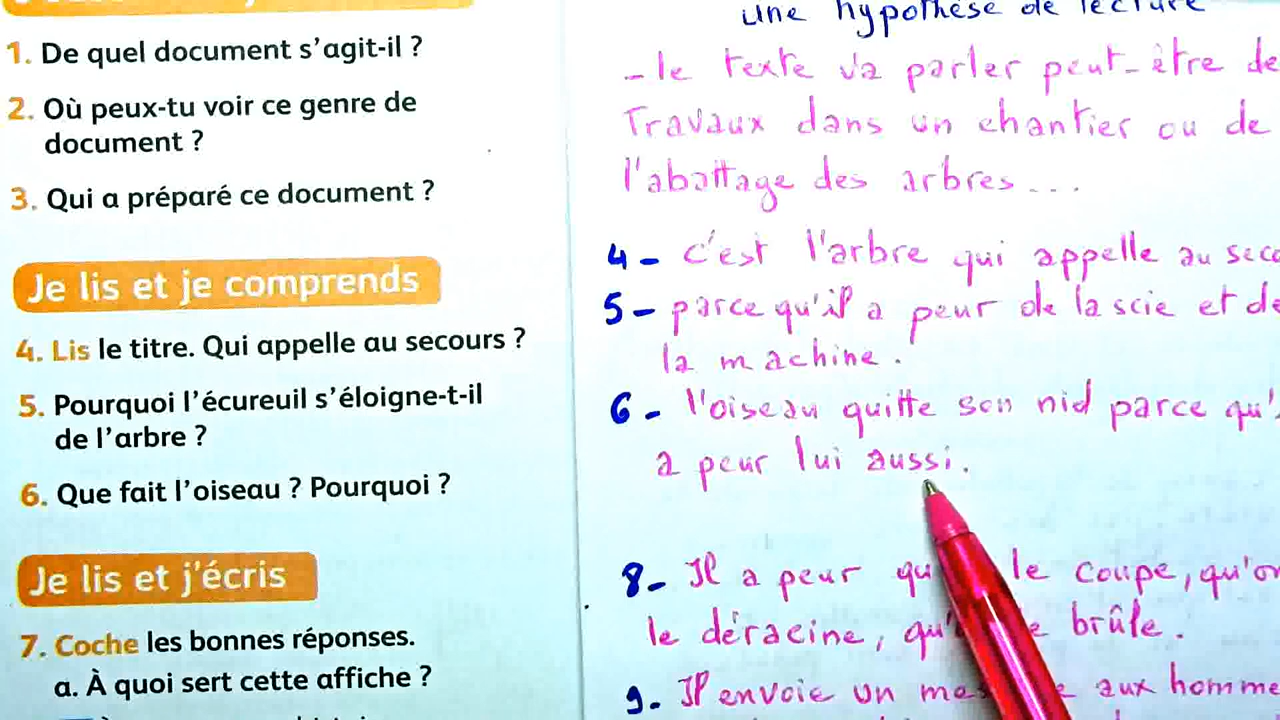 1. De quel document s'agit-il ?
2. Où peux-tu voir ce genre de
document ?
3. Qui a préparé ce document ?
Je lis et je comprends
4. Lis le titre. Qui appelle au secours ?
5. Pourquoi l'écureuil s'éloigne-t-il
de l'arbre ?
6. Que fait l'oiseau ? Pourquoi ?
Je lis et j'écris
7. Coche les bonnes réponses.
a. À quoi sert cette affiche ?
une hypothèse de lecture
- le texte va parler peut-être de
Travaux dans un chantier ou de
l'abattage des arbres...
4 - c'est l'arbre qui appelle au seco
5 - parce qu'il a peur de la scie et de
la machine.
6 - l'oiseau quitte son nid parce qu'
a peur lui aussi.
8 - Il a peur le coupe, qu'on
le déracine, brûle.
9. Il envoie un aux homme